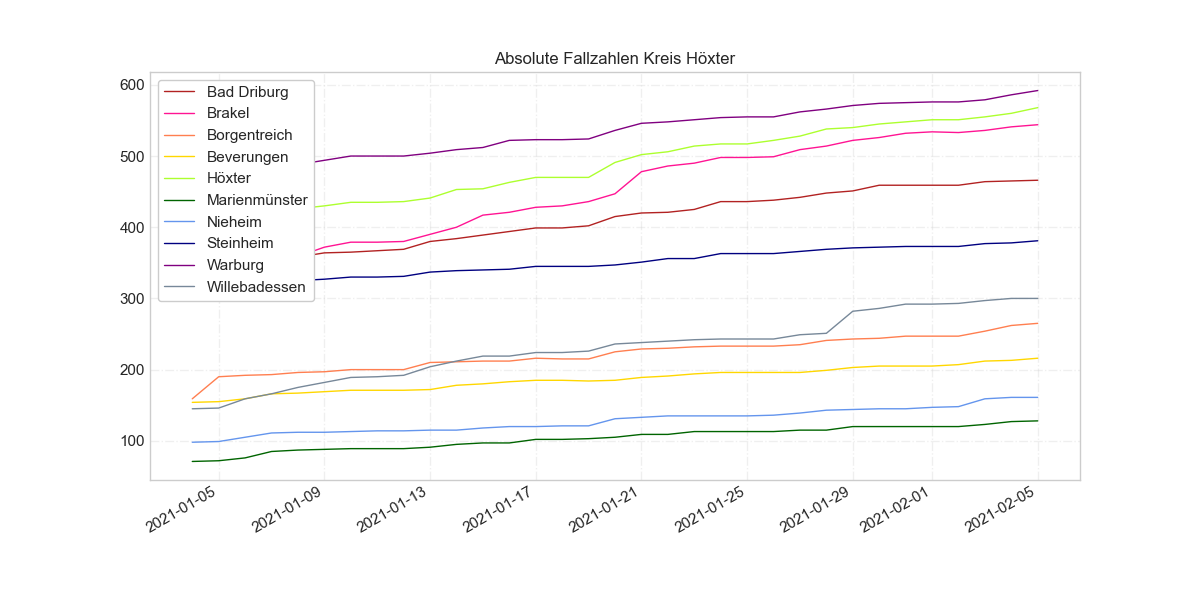 Absolute Fallzahlen Kreis Höxter
600
500
400
300
200
100
Bad Driburg
Brakel
Borgentreich
Beverungen
Höxter
Marienmünster
Nieheim
Steinheim
Warburg
Willebadessen
2021-01-05
2021-01-09
2021-01-13
2021-01-17
2021-01-21
2021-01-25
2021-01-29
2021-02-01
2021-02-05